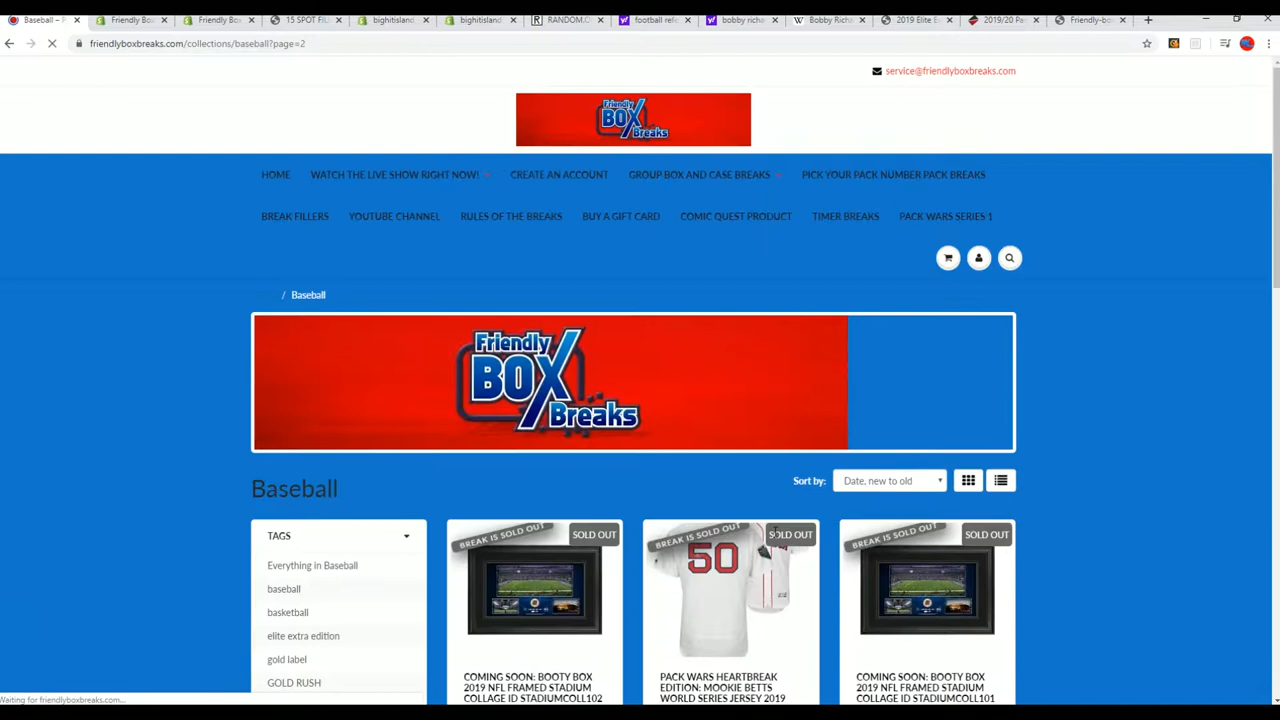 Baseball – F
Friendly Bo
Friendly Box
15 SPOT FIL
bighitisland
bighitisland
RANDOM.O
football refe
bobby richa
Bobby Rich
2019 Elite E
2019/20 Pa
Friendly-bo
friendlyboxbreaks.com/collections/baseball?page=2
service@friendlyboxbreaks.com
Friendly
BOX
Breaks
HOME WATCH THE LIVE SHOW RIGHT NOW! CREATE AN ACCOUNT GROUP BOX AND CASE BREAKS PICK YOUR PACK NUMBER PACK BREAKS
BREAK FILLERS YOUTUBE CHANNEL RULES OF THE BREAKS BUY A GIFT CARD COMIC QUEST PRODUCT TIMER BREAKS PACK WARS SERIES 1
/ Baseball
Friendly
BOX
Breaks
Baseball
Sort by: Date, new to old
TAGS
Everything in Baseball
baseball
basketball
elite extra edition
gold label
GOLD RUSH
BREAK IS SOLD OUT
SOLD OUT
COMING SOON: BOOTY BOX
2019 NFL FRAMED STADIUM
COLLAGE ID STADIUMCOLL102
BREAK IS SOLD OUT
SOLD OUT
50
PACK WARS HEARTBREAK
EDITION: MOOKIE BETTS
WORLD SERIES JERSEY 2019
BREAK IS SOLD OUT
SOLD OUT
COMING SOON: BOOTY BOX
2019 NFL FRAMED STADIUM
COLLAGE ID STADIUMCOLL101
Waiting for friendlyboxbreaks.com...